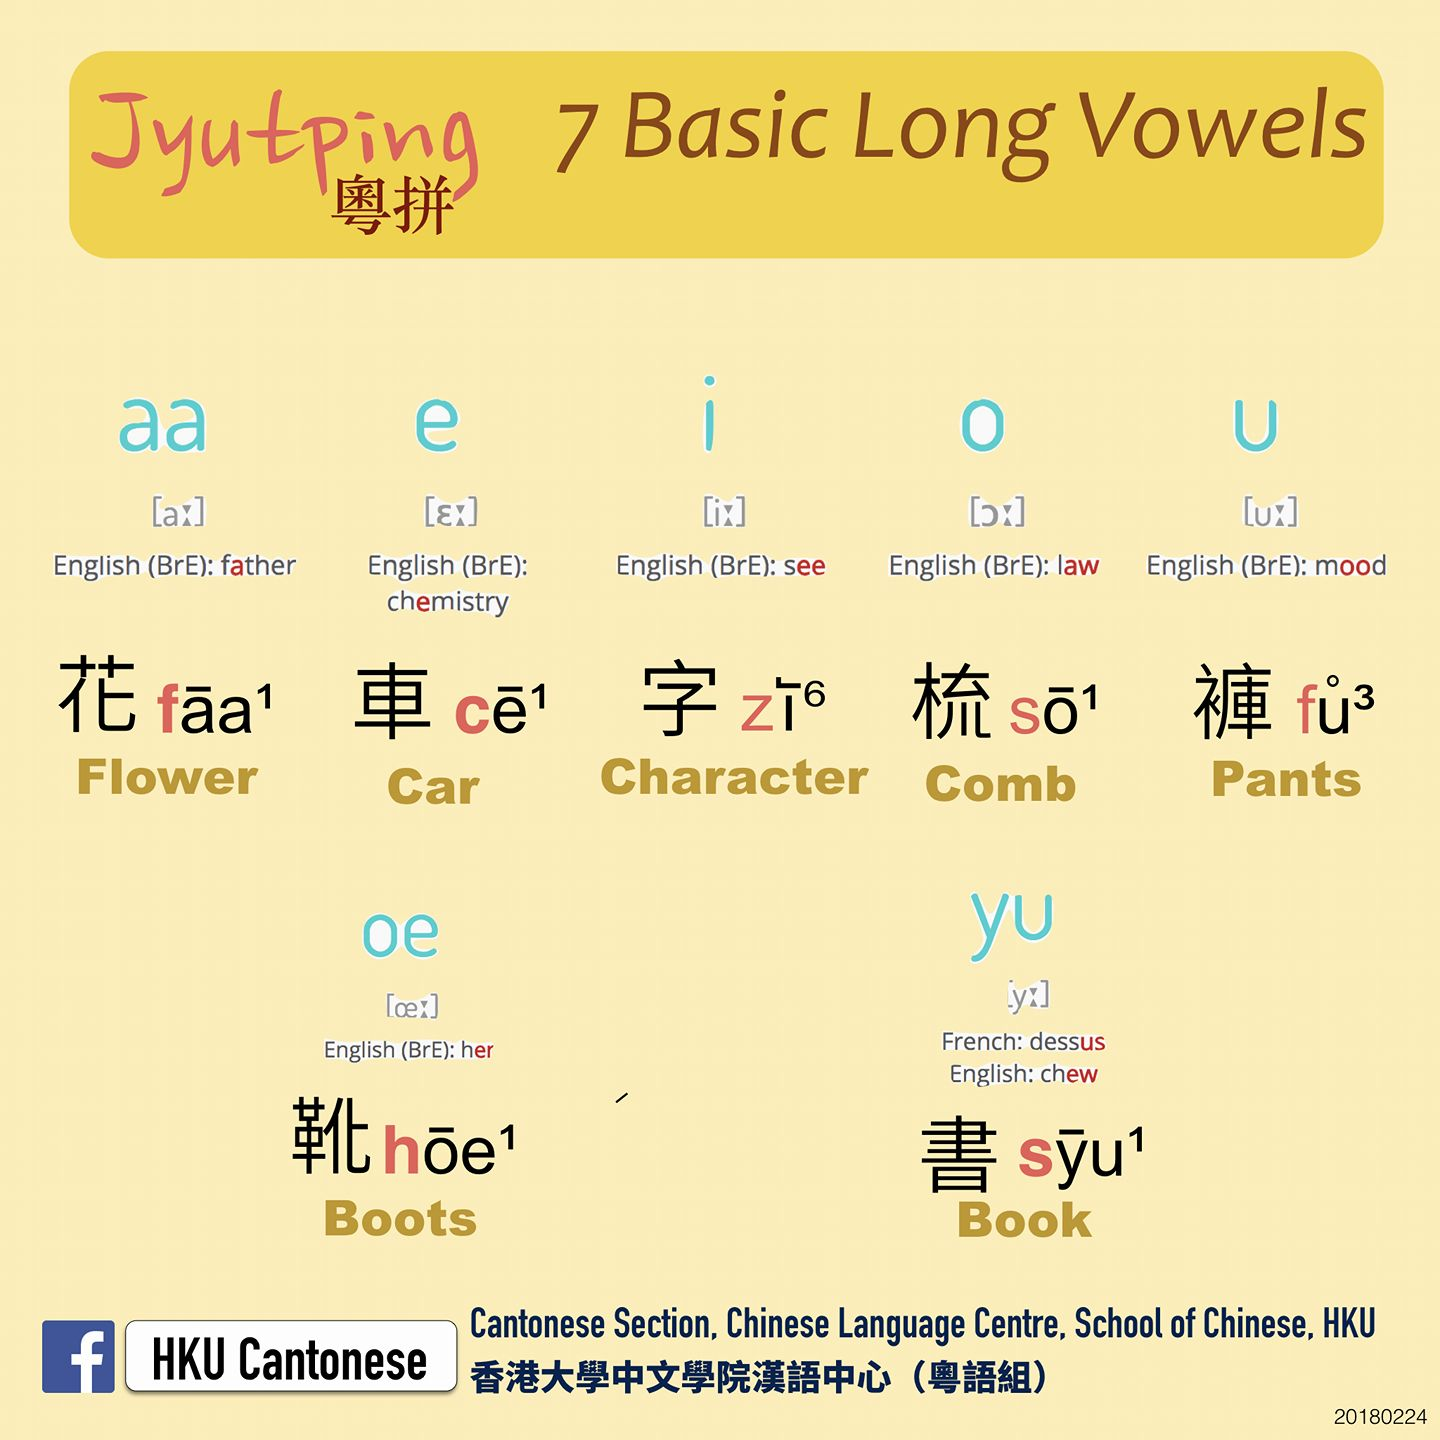 Jyutping 7 Basic Long Vowels
粵拼
aa e i o u
[aː] [ɛː] [iː] [ɔː] [uː]
English (BrE): father English (BrE): English (BrE): see English (BrE): law English (BrE): mood
chemistry
花 fāa¹ 車 cē¹ 字 zi̵⁶ 梳 sō¹ 褲 fů³
Flower Car Character Comb Pants
oe yu
[œː] [yː]
English (BrE): her French: dessus
English: chew
靴 hōe¹ 書 sȳu¹
Boots Book
HKU Cantonese Cantonese Section, Chinese Language Centre, School of Chinese, HKU
香港大學中文學院漢語中心（粵語組）
20180224